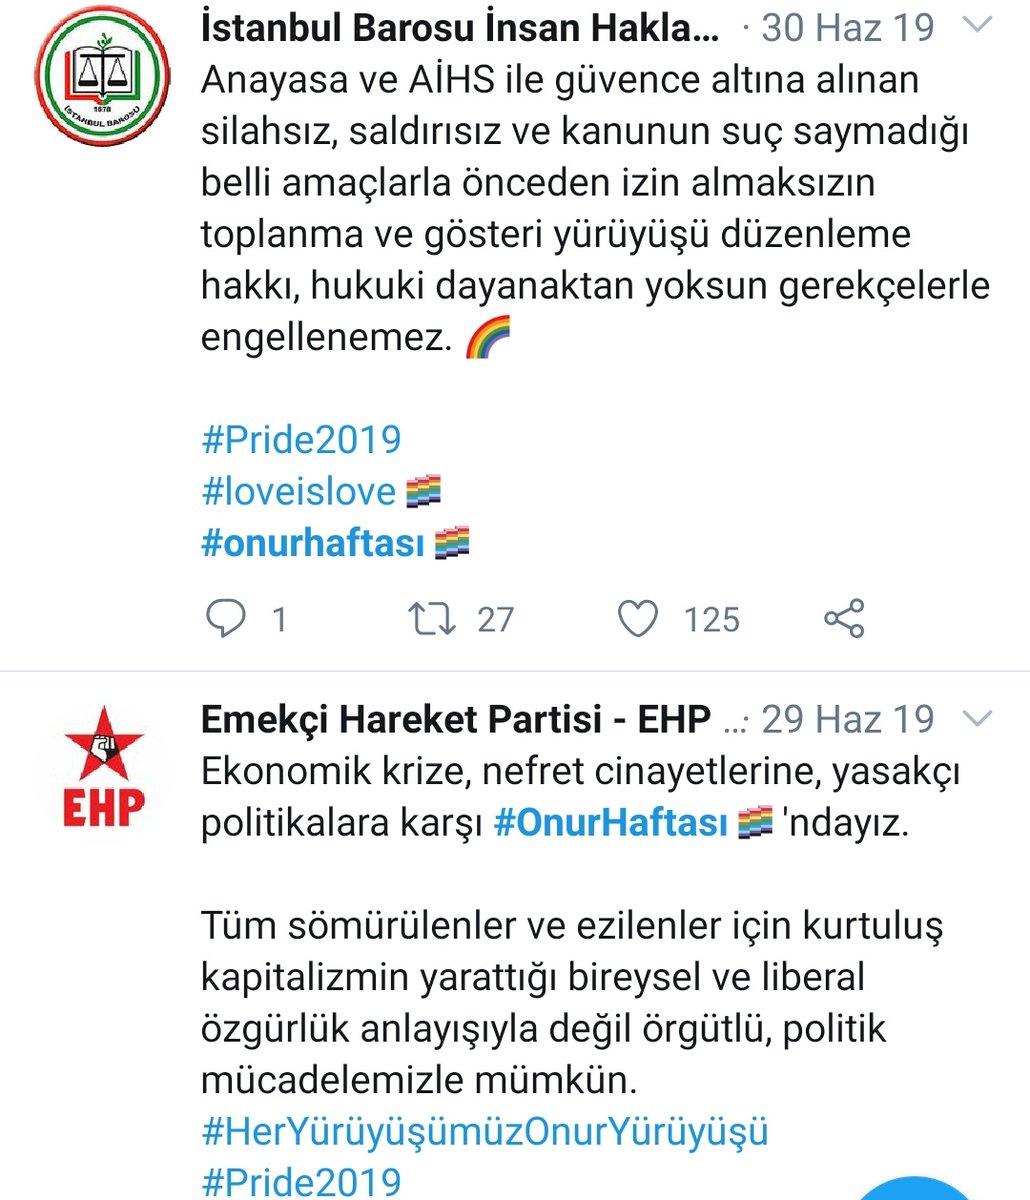 İstanbul Barosu İnsan Hakla... · 30 Haz 19
Anayasa ve AİHS ile güvence altına alınan
silahsız, saldırısız ve kanunun suç saymadığı
belli amaçlarla önceden izin almaksızın
toplanma ve gösteri yürüyüşü düzenleme
hakkı, hukuki dayanaktan yoksun gerekçelerle
engellenemez. 🌈
#Pride2019
#loveislove
#onurhaftası
1 27 125
1878
İSTANBUL BAROSU
Emekçi Hareket Partisi - EHP ...· 29 Haz 19
Ekonomik krize, nefret cinayetlerine, yasakçı
politikalara karşı #OnurHaftası 'ndayız.
Tüm sömürülenler ve ezilenler için kurtuluş
kapitalizmin yarattığı bireysel ve liberal
özgürlük anlayışıyla değil örgütlü, politik
mücadelemizle mümkün.
#HerYürüyüşümüzOnurYürüyüşü
#Pride2019
EHP